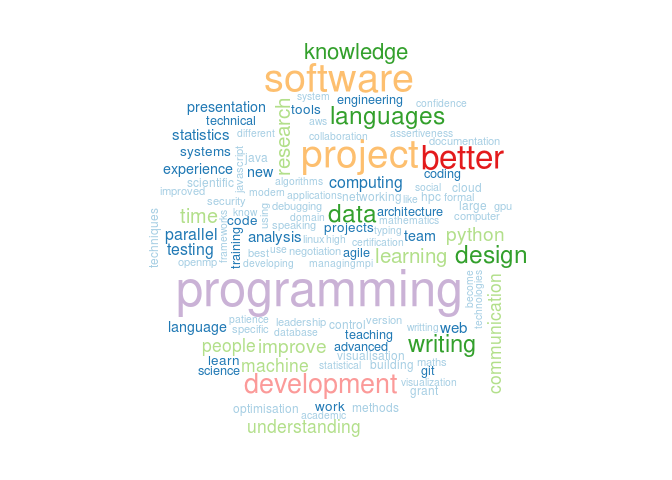 knowledge
software
system
engineering
confidence
presentation
tools
research
languages
technical
aws
statistics
different
collaboration
assertiveness
documentation
project
better
systems
javascript
java
experience
new
algorithms
computing
coding
scientific
social
cloud
improved
modern
applications
networking
like
hpc
formal
security
debugging
large
gpu
techniques
time
frameworks
know
code
using
domain
data
architecture
computer
speaking
projects
mathematics
parallel
training
analysis
linux
high
typing
certification
team
python
testing
best
use
negotiation
agile
learning
design
openmp
developing
managing
mpi
programming
become
technologies
communication
language
patience
specific
leadership
database
control
version
teaching
writting
web
people
improve
advanced
writing
learn
science
machine
statistical
visualisation
building
maths
git
development
visualization
grant
optimisation
work
methods
academic
understanding